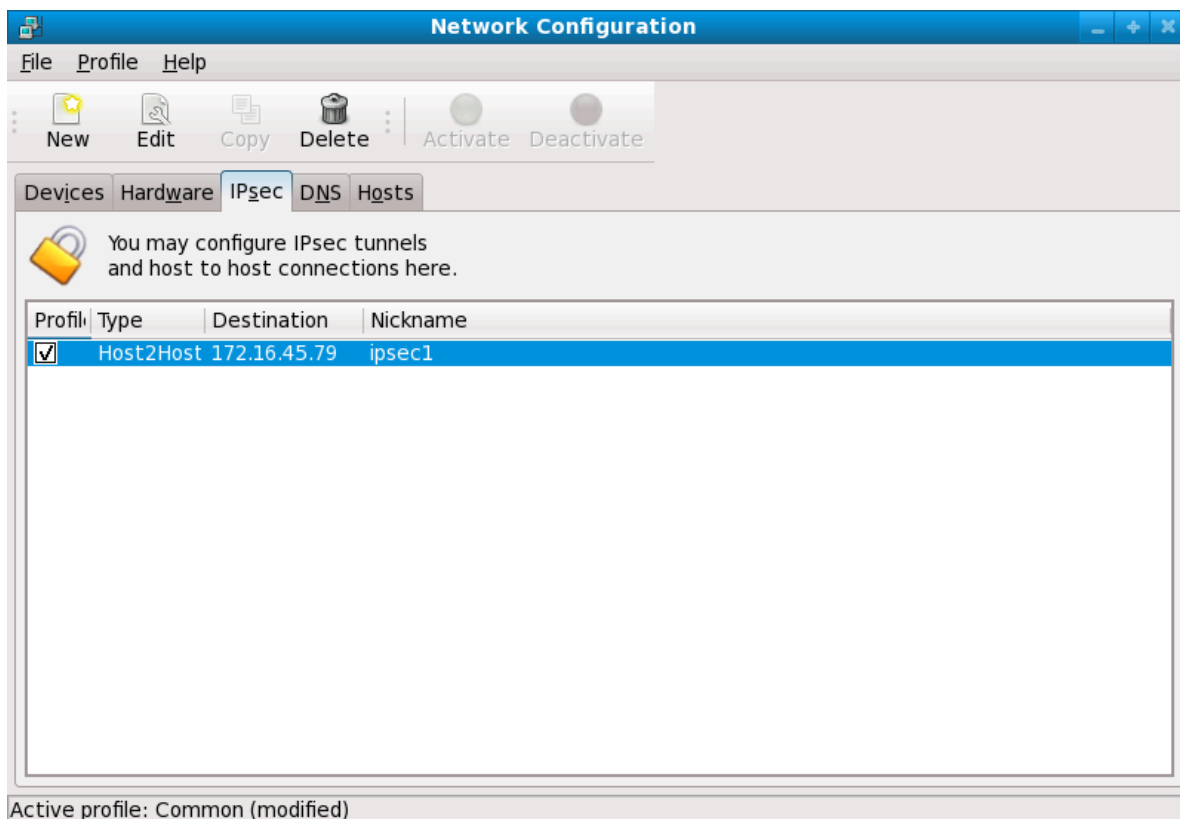 Network Configuration
File Profile Help
New Edit Copy Delete Activate Deactivate
Devices Hardware IPsec DNS Hosts
You may configure IPsec tunnels
and host to host connections here.
Profil Type Destination Nickname
Host2Host 172.16.45.79 ipsec1
Active profile: Common (modified)